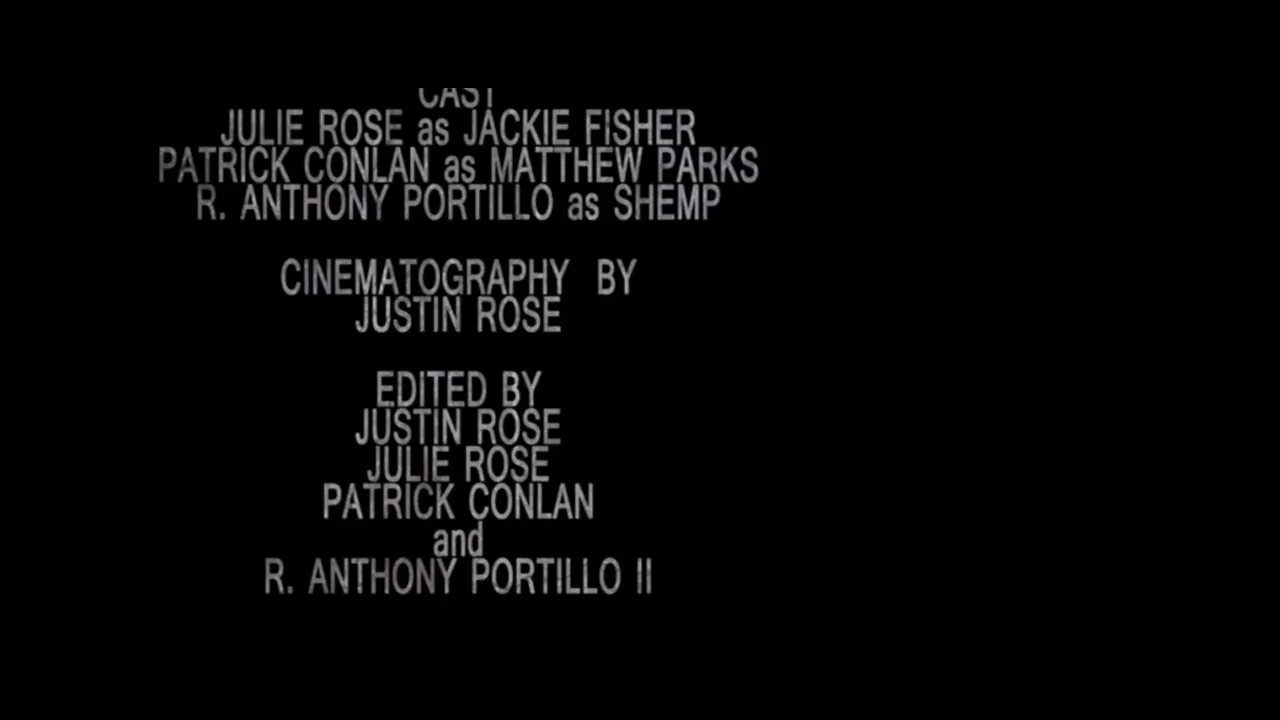 CAST
JULIE ROSE as JACKIE FISHER
PATRICK CONLAN as MATTHEW PARKS
R. ANTHONY PORTILLO as SHEMP
CINEMATOGRAPHY BY
JUSTIN ROSE
EDITED BY
JUSTIN ROSE
JULIE ROSE
PATRICK CONLAN
and
R. ANTHONY PORTILLO II